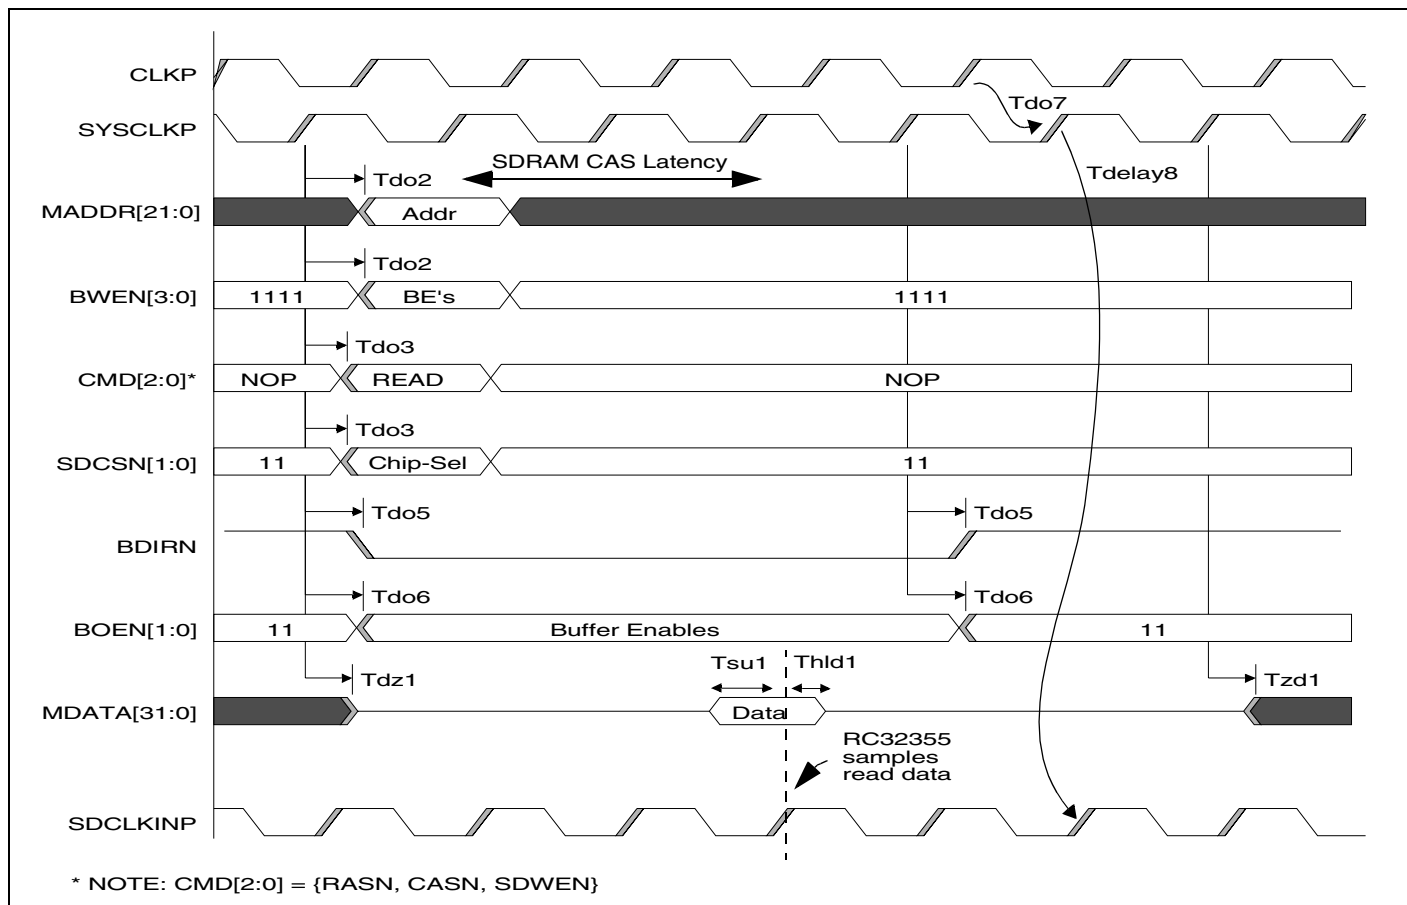 CLKP
Tdo7
SYSCLKP
SDRAM CAS Latency
Tdo2
Tdelay8
MADDR[21:0]
Addr
Tdo2
BWEN[3:0]
1111
BE's
1111
Tdo3
CMD[2:0]*
NOP
READ
NOP
Tdo3
SDCSN[1:0]
11
Chip-Sel
11
Tdo5
Tdo5
BDIRN
Tdo6
Tdo6
BOEN[1:0]
11
Buffer Enables
11
Tdz1
Tsu1
Thld1
Tzd1
MDATA[31:0]
Data
RC32355
samples
read data
SDCLKINP
* NOTE: CMD[2:0] = {RASN, CASN, SDWEN}